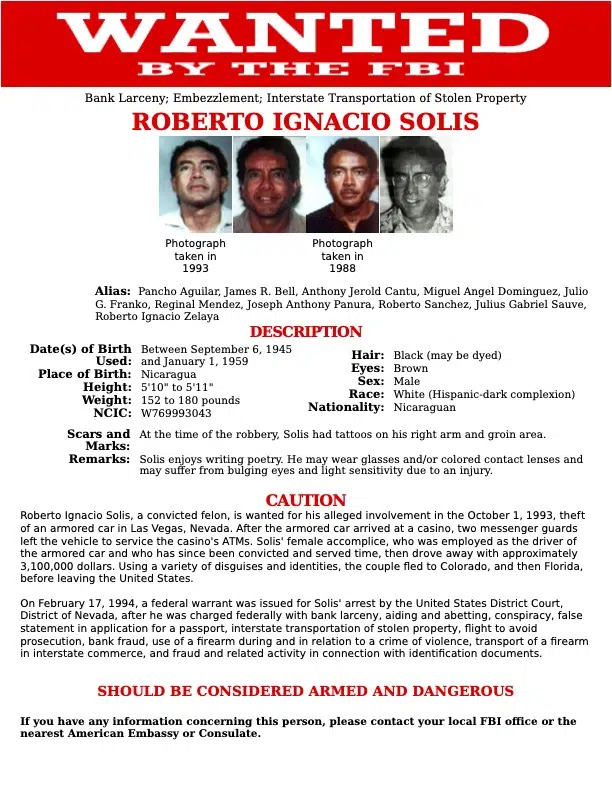 WANTED
BY THE FBI
Bank Larceny; Embezzlement; Interstate Transportation of Stolen Property
ROBERTO IGNACIO SOLIS
Photograph
taken in
1993
Photograph
taken in
1988
Alias: Pancho Aguilar, James R. Bell, Anthony Jerold Cantu, Miguel Angel Dominguez, Julio
G. Franko, Reginal Mendez, Joseph Anthony Panura, Roberto Sanchez, Julius Gabriel Sauve,
Roberto Ignacio Zelaya
DESCRIPTION
Date(s) of Birth Between September 6, 1945
Used: and January 1, 1959
Place of Birth: Nicaragua
Height: 5'10" to 5'11"
Weight: 152 to 180 pounds
NCIC: W769993043
Hair: Black (may be dyed)
Eyes: Brown
Sex: Male
Race: White (Hispanic-dark complexion)
Nationality: Nicaraguan
Scars and At the time of the robbery, Solis had tattoos on his right arm and groin area.
Marks:
Remarks: Solis enjoys writing poetry. He may wear glasses and/or colored contact lenses and
may suffer from bulging eyes and light sensitivity due to an injury.
CAUTION
Roberto Ignacio Solis, a convicted felon, is wanted for his alleged involvement in the October 1, 1993, theft
of an armored car in Las Vegas, Nevada. After the armored car arrived at a casino, two messenger guards
left the vehicle to service the casino's ATMs. Solis' female accomplice, who was employed as the driver of
the armored car and who has since been convicted and served time, then drove away with approximately
3,100,000 dollars. Using a variety of disguises and identities, the couple fled to Colorado, and then Florida,
before leaving the United States.
On February 17, 1994, a federal warrant was issued for Solis' arrest by the United States District Court,
District of Nevada, after he was charged federally with bank larceny, aiding and abetting, conspiracy, false
statement in application for a passport, interstate transportation of stolen property, flight to avoid
prosecution, bank fraud, use of a firearm during and in relation to a crime of violence, transport of a firearm
in interstate commerce, and fraud and related activity in connection with identification documents.
SHOULD BE CONSIDERED ARMED AND DANGEROUS
If you have any information concerning this person, please contact your local FBI office or the
nearest American Embassy or Consulate.